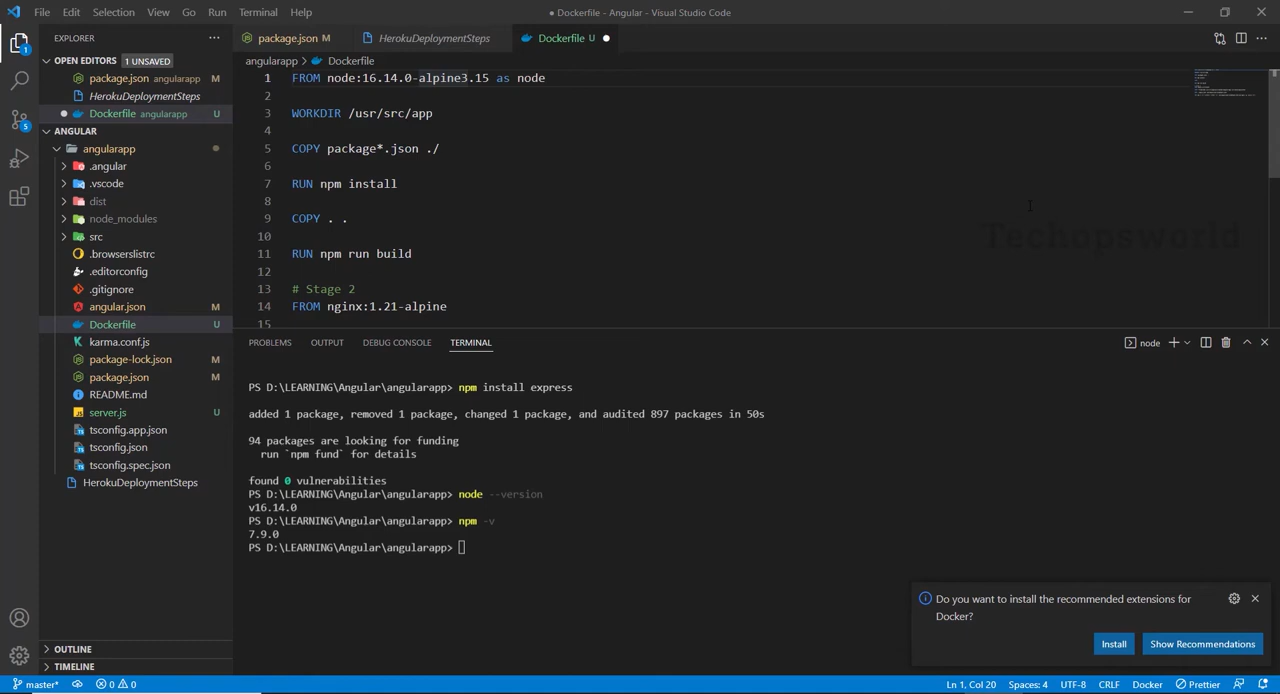 File Edit Selection View Go Run Terminal Help
● Dockerfile - Angular - Visual Studio Code
EXPLORER
OPEN EDITORS 1 UNSAVED
package.json angularapp M
HerokuDeploymentSteps
Dockerfile angularapp U
ANGULAR
angularapp
.angular
.vscode
dist
node_modules
src
.browserslistrc
.editorconfig
.gitignore
angular.json M
Dockerfile U
karma.conf.js
package-lock.json M
package.json M
README.md
server.js U
tsconfig.app.json
tsconfig.json
tsconfig.spec.json
HerokuDeploymentSteps
OUTLINE
TIMELINE
package.json M HerokuDeploymentSteps Dockerfile U
angularapp > Dockerfile
1 FROM node:16.14.0-alpine3.15 as node
2
3 WORKDIR /usr/src/app
4
5 COPY package*.json ./
6
7 RUN npm install
8
9 COPY . .
10
11 RUN npm run build
12
13 # Stage 2
14 FROM nginx:1.21-alpine
15
Techopsworld
PROBLEMS OUTPUT DEBUG CONSOLE TERMINAL
node
PS D:\LEARNING\Angular\angularapp> npm install express
added 1 package, removed 1 package, changed 1 package, and audited 897 packages in 50s
94 packages are looking for funding
run `npm fund` for details
found 0 vulnerabilities
PS D:\LEARNING\Angular\angularapp> node --version
v16.14.0
PS D:\LEARNING\Angular\angularapp> npm -v
7.9.0
PS D:\LEARNING\Angular\angularapp>
Do you want to install the recommended extensions for
Docker?
Install Show Recommendations
1
5
master* 0 0 Ln 1, Col 20 Spaces: 4 UTF-8 CRLF Docker Prettier